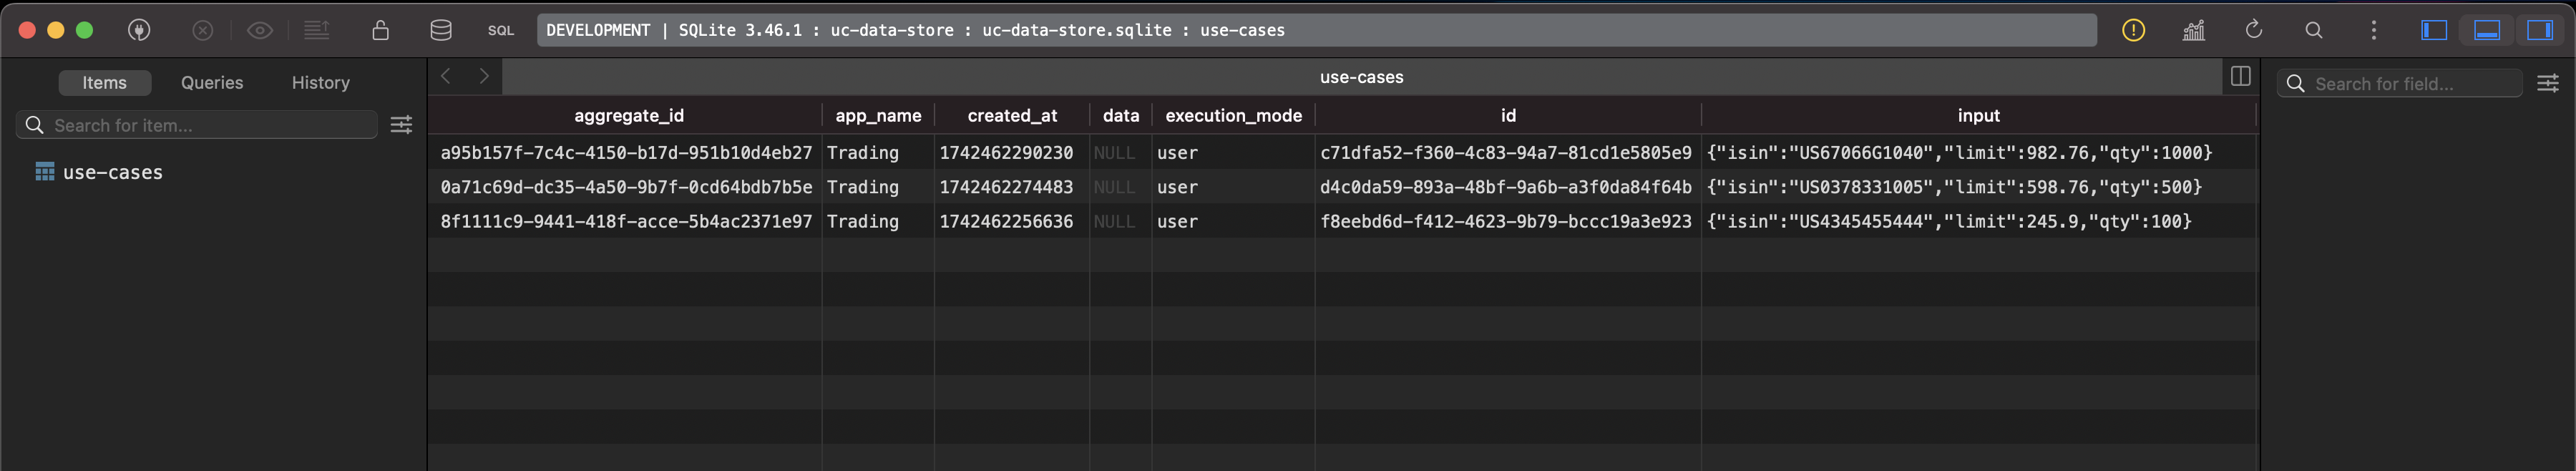 SQL DEVELOPMENT | SQLite 3.46.1 : uc-data-store : uc-data-store.sqlite : use-cases
Items Queries History
Search for item...
use-cases
use-cases
Search for field...
aggregate_id app_name created_at data execution_mode id input
a95b157f-7c4c-4150-b17d-951b10d4eb27 Trading 1742462290230 NULL user c71dfa52-f360-4c83-94a7-81cd1e5805e9 {"isin":"US67066G1040","limit":982.76,"qty":1000}
0a71c69d-dc35-4a50-9b7f-0cd64bdb7b5e Trading 1742462274483 NULL user d4c0da59-893a-48bf-9a6b-a3f0da84f64b {"isin":"US0378331005","limit":598.76,"qty":500}
8f1111c9-9441-418f-acce-5b4ac2371e97 Trading 1742462256636 NULL user f8eebd6d-f412-4623-9b79-bccc19a3e923 {"isin":"US4345455444","limit":245.9,"qty":100}